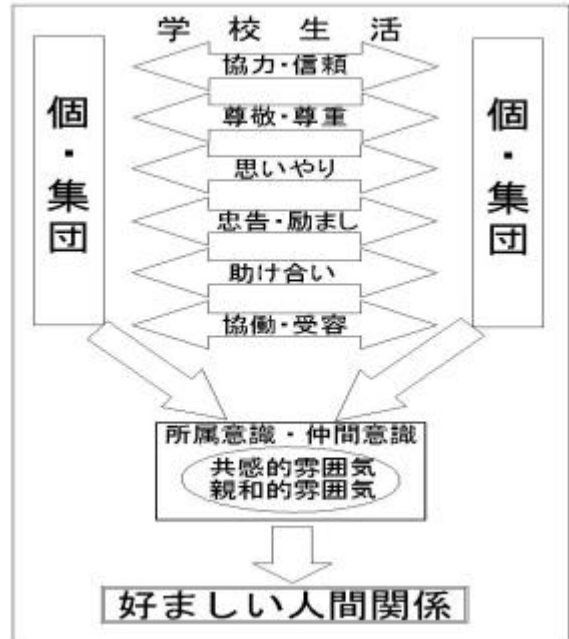 学校生活
個・集団
協力・信頼
尊敬・尊重
思いやり
忠告・励まし
助け合い
協働・受容
個・集団
所属意識・仲間意識
共感的雰囲気
親和的雰囲気
好ましい人間関係